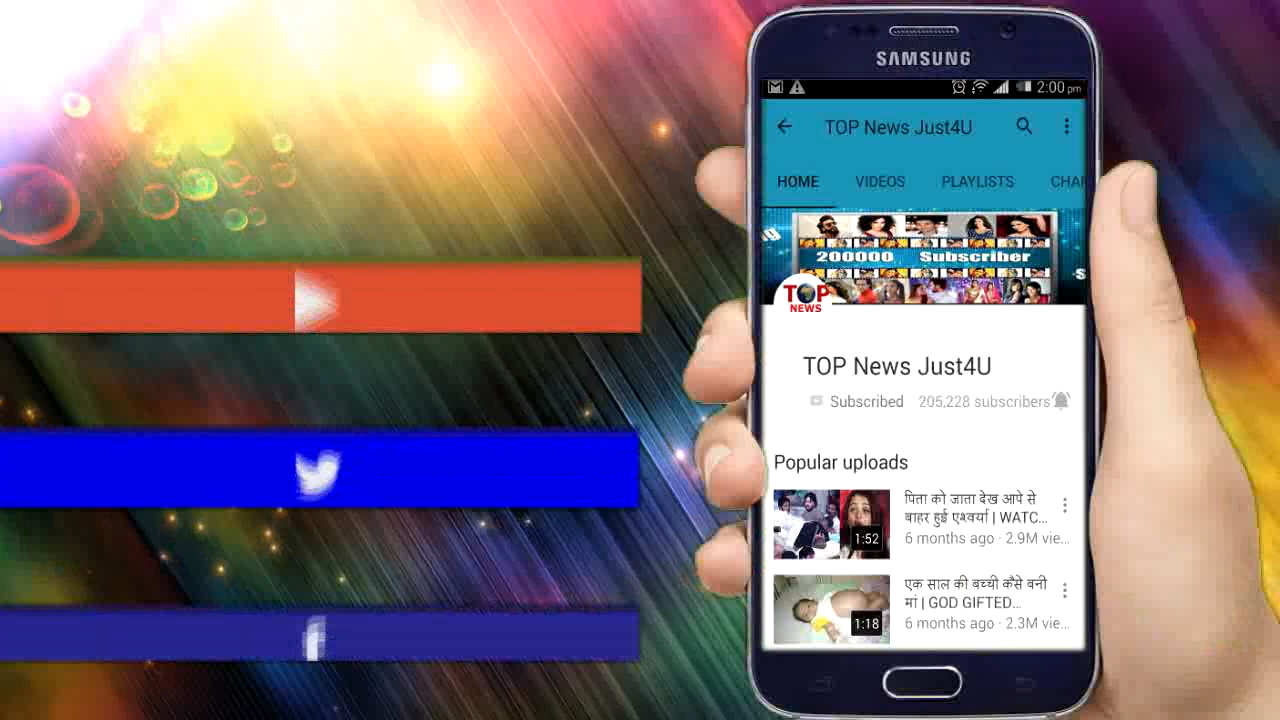 SAMSUNG
2:00 pm
TOP News Just4U
HOME VIDEOS PLAYLISTS CHA
200000 Subscriber
TOP
NEWS
TOP News Just4U
Subscribed 205,228 subscribers
Popular uploads
पिता को जाता देख आपे से
बाहर हुई एश्वर्या | WATC...
6 months ago · 2.9M vie...
1:52
एक साल की बच्ची कैसे बनी
मां | GOD GIFTED...
6 months ago · 2.3M vie...
1:18